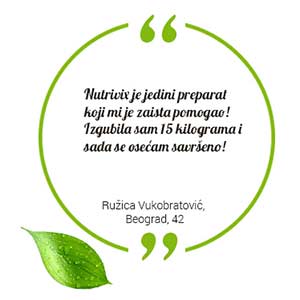 Nutrivix je jedini preparat
koji mi je zaista pomogao!
Izgubila sam 15 kilograma i
sada se osećam savršeno!
Ružica Vukobratović,
Beograd, 42